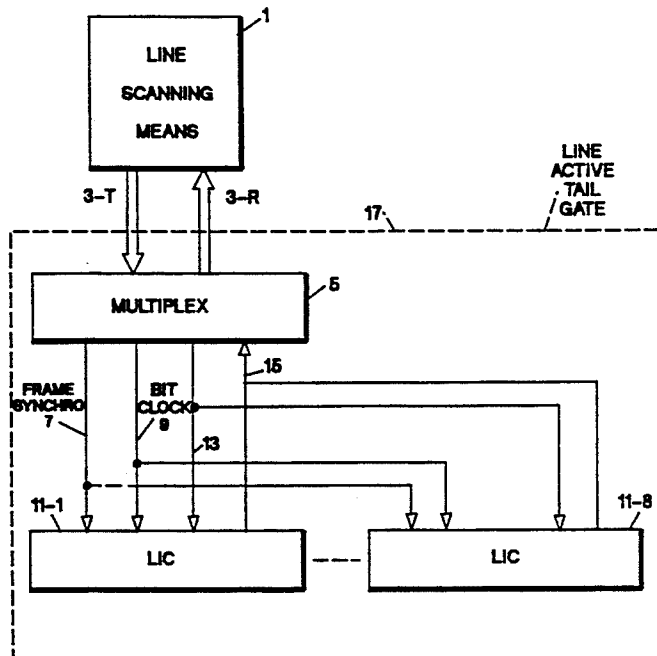 1
LINE
SCANNING
MEANS
3-T
3-R
17
LINE
ACTIVE
TAIL
GATE
5
MULTIPLEX
15
FRAME
SYNCHRO
7
BIT
CLOCK
9
13
11-1
11-8
LIC
LIC